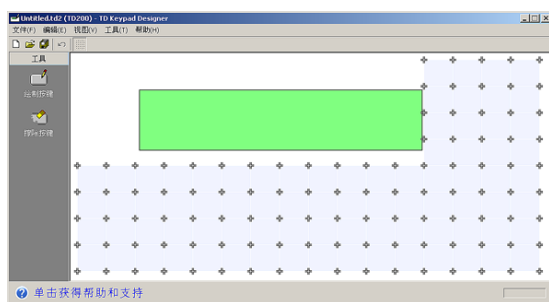 Untitled.td2 (TD200) - TD Keypad Designer
文件(F) 编辑(E) 视图(V) 工具(T) 帮助(H)
工具
绘制按键
擦除按键
单击获得帮助和支持